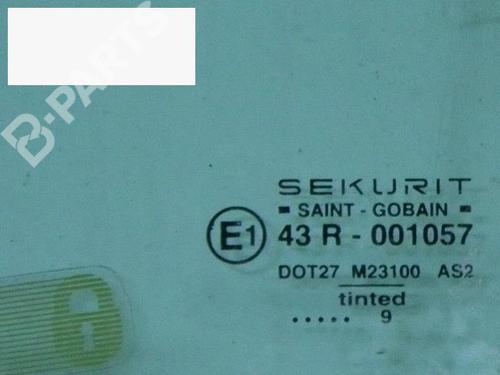 B-PARTS
SEKURIT
SAINT - GOBAIN
E1 43 R - 001057
DOT27 M23100 AS2
tinted
..... 9